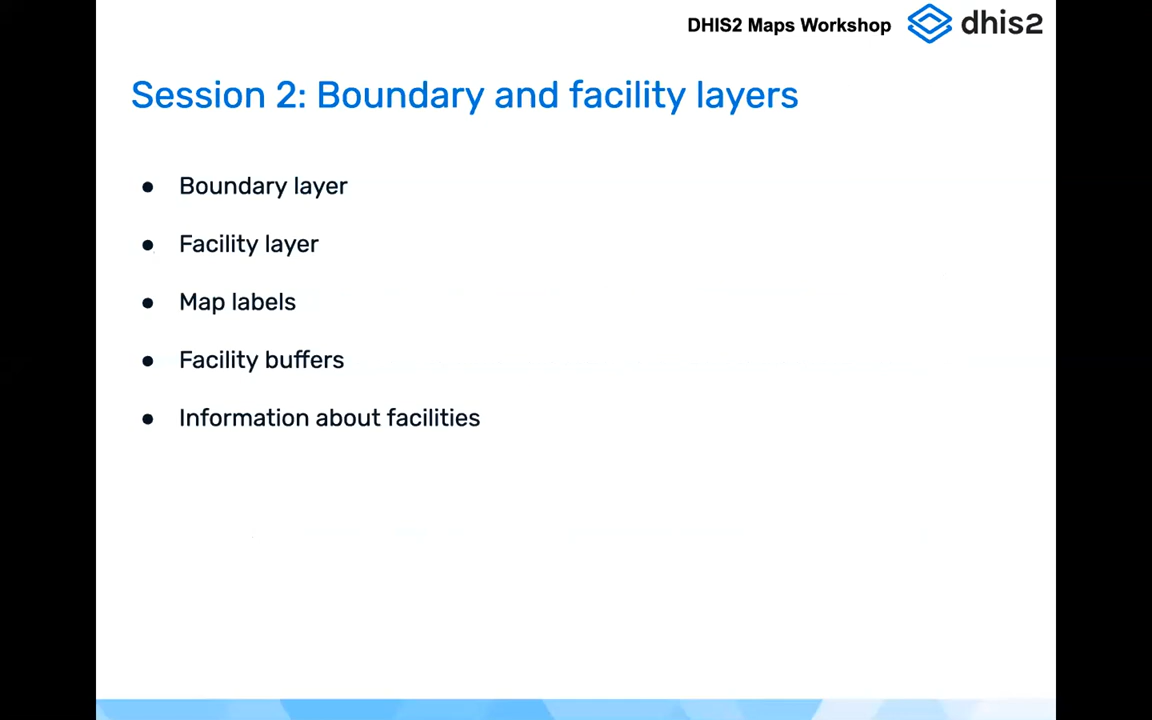 DHIS2 Maps Workshop
dhis2
Session 2: Boundary and facility layers
● Boundary layer
● Facility layer
● Map labels
● Facility buffers
● Information about facilities